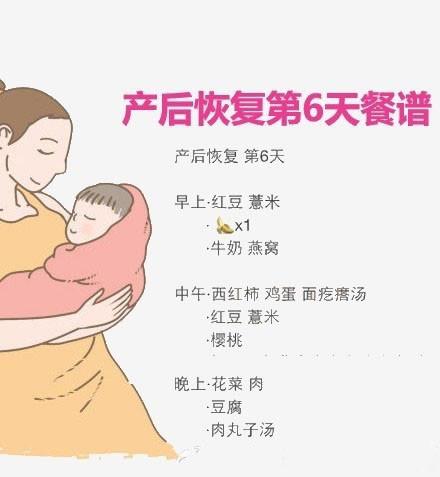 产后恢复第6天餐谱
产后恢复 第6天
早上·红豆 薏米
·🍌x1
·牛奶 燕窝
中午·西红柿 鸡蛋 面疙瘩汤
·红豆 薏米
·樱桃
晚上·花菜 肉
·豆腐
·肉丸子汤